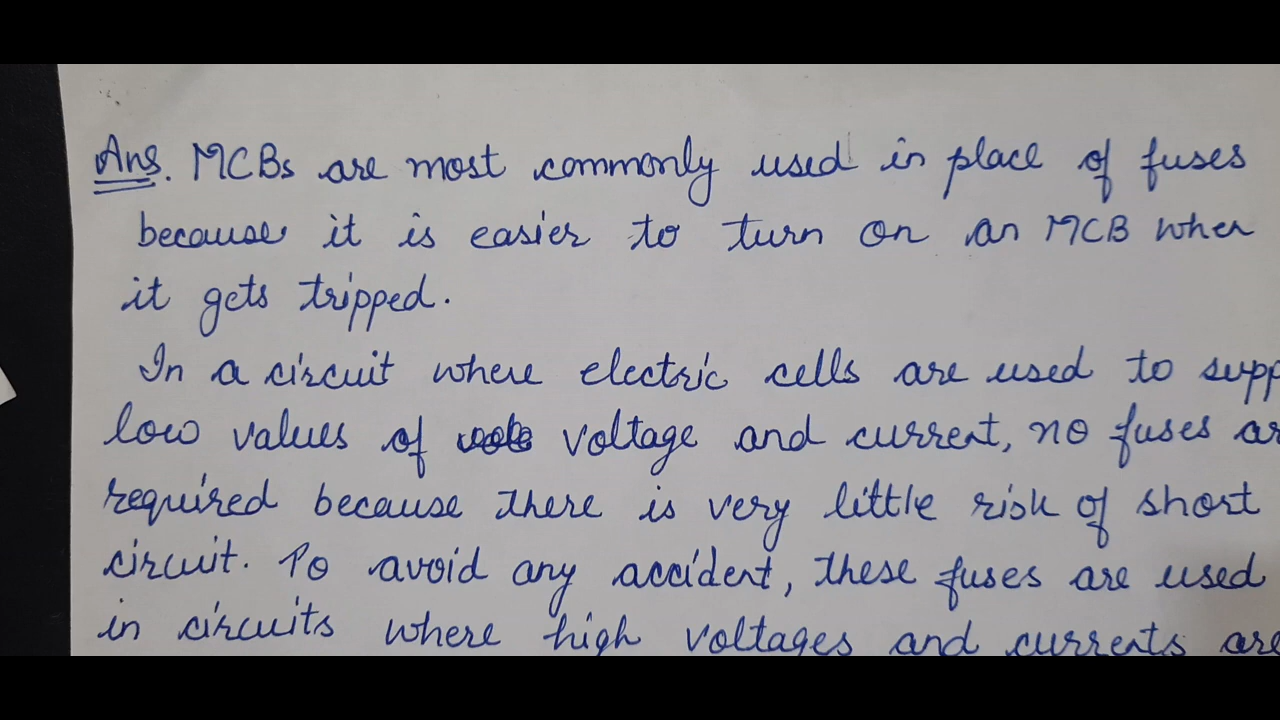 Ans. MCBs are most commonly used in place of fuses
because it is easier to turn on an MCB when
it gets tripped.
In a circuit where electric cells are used to supp
low values of voltage and current, no fuses ar
required because there is very little risk of short
circuit. To avoid any accident, these fuses are used
in circuits where high voltages and currents are